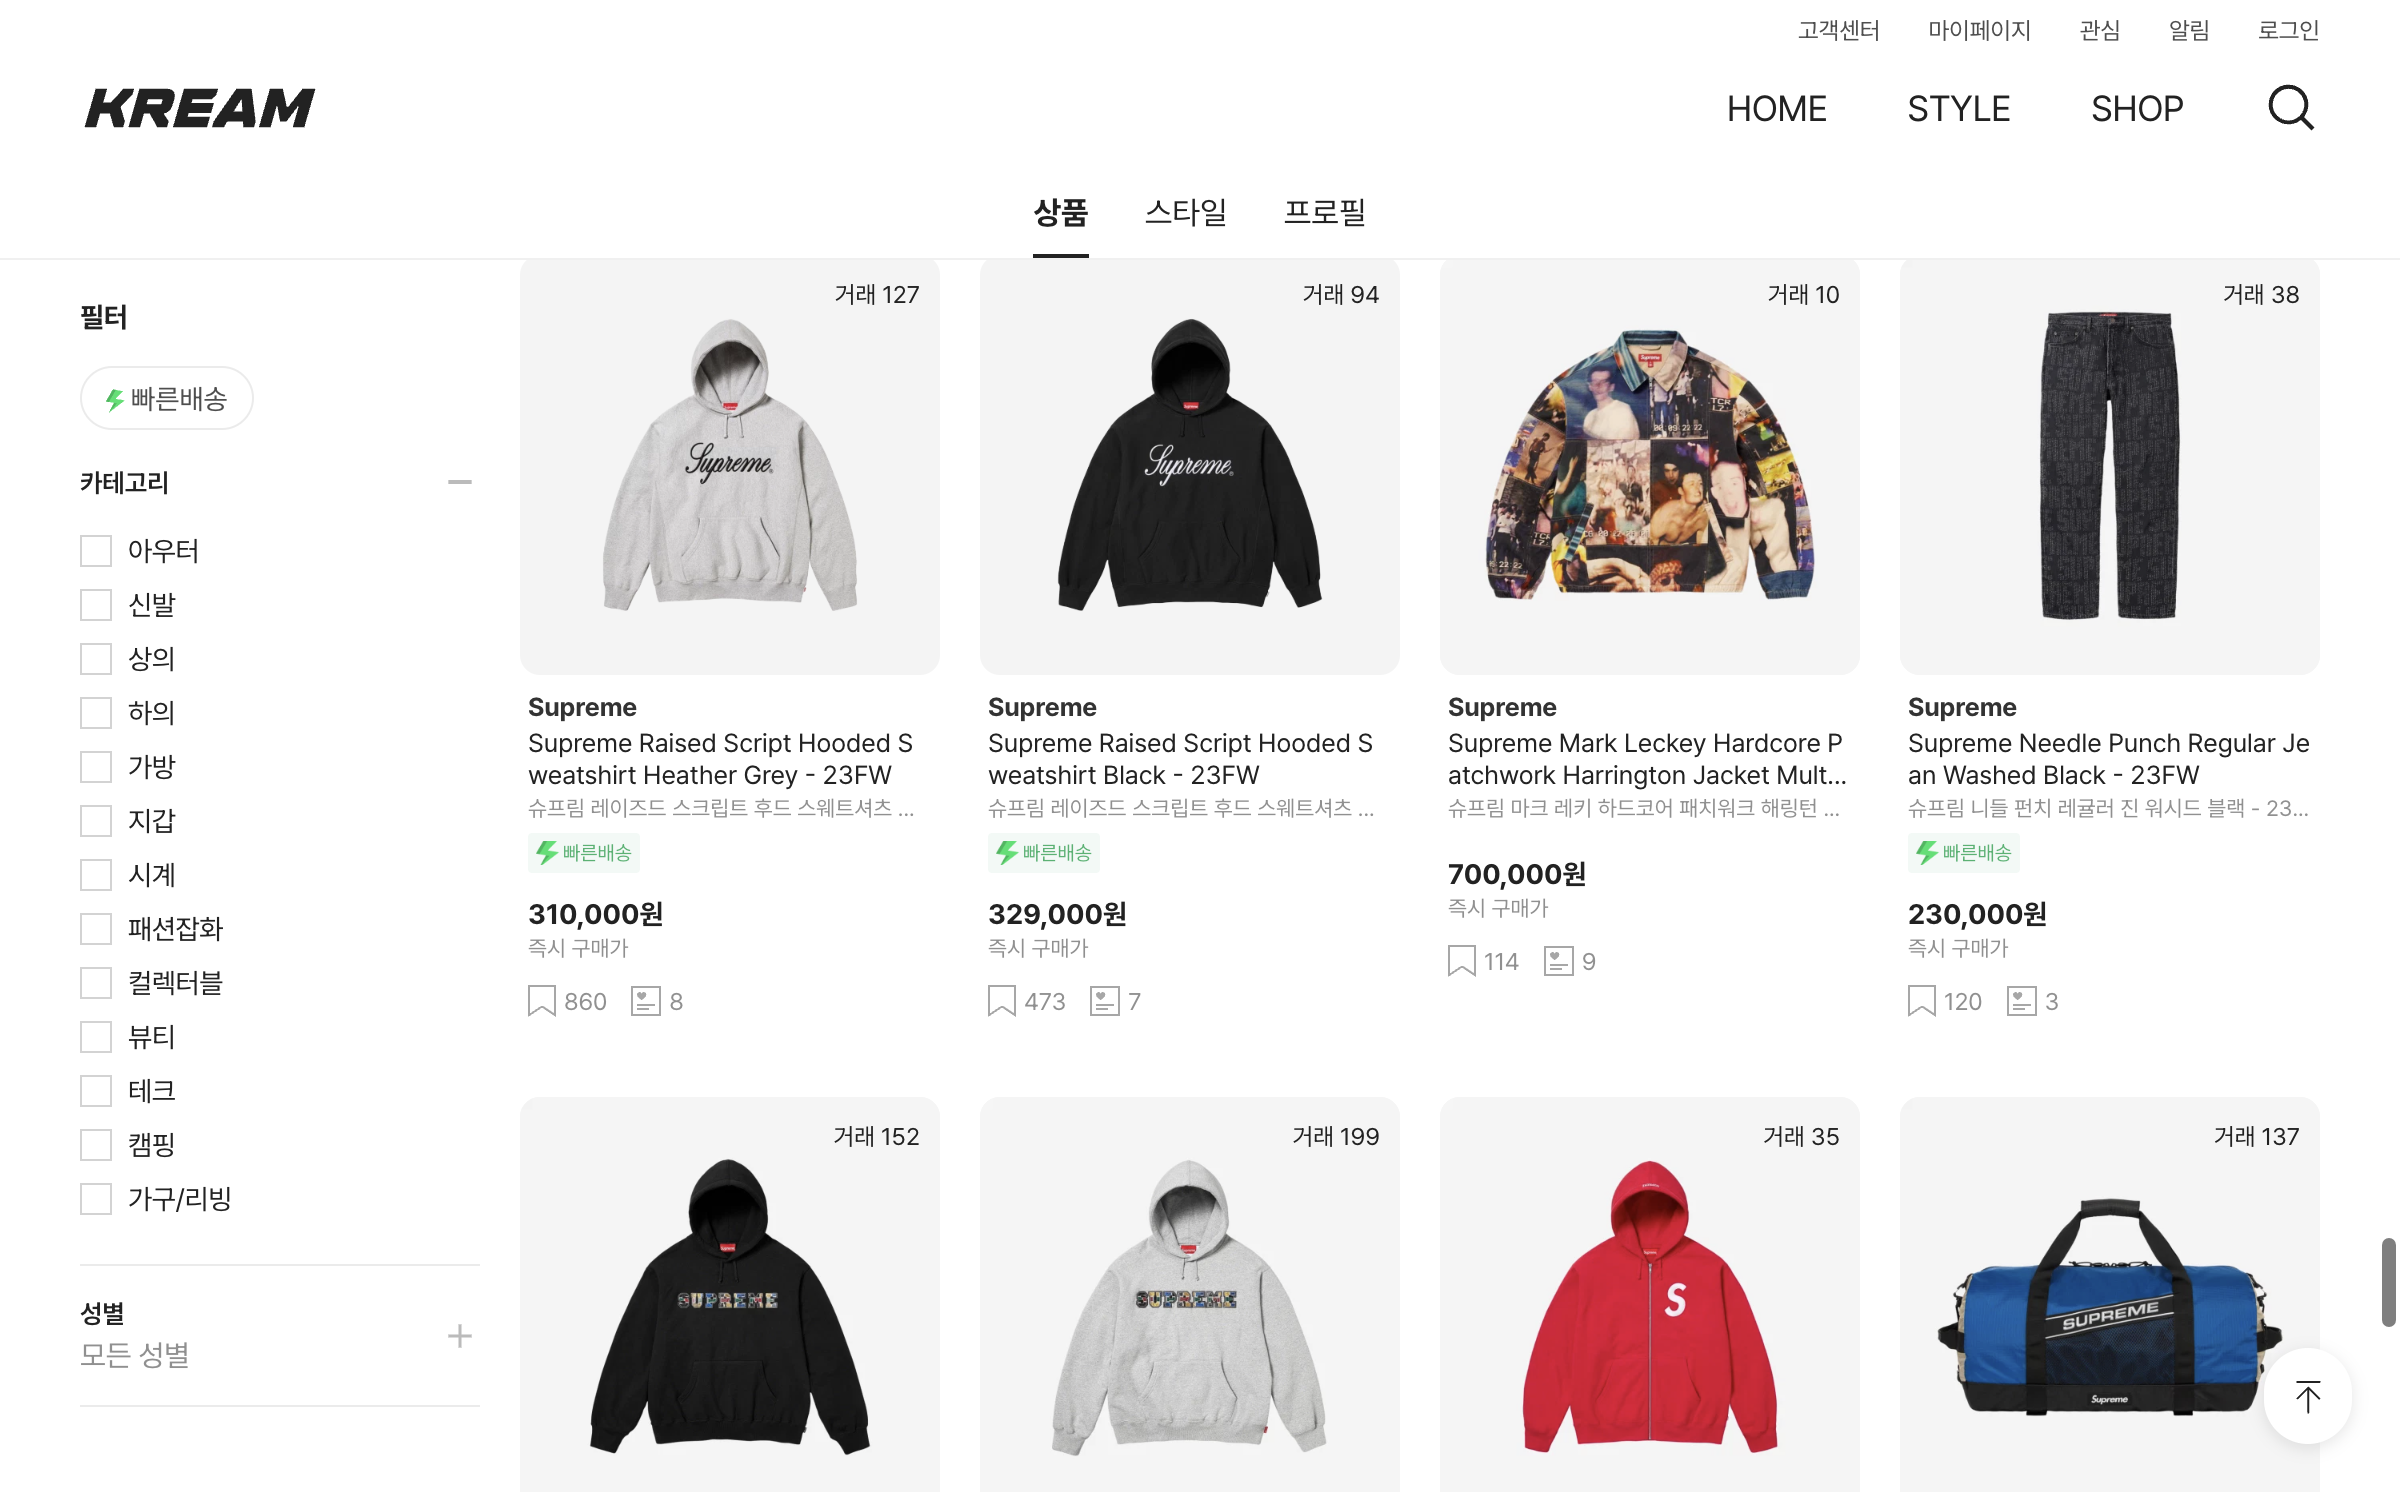 고객센터 마이페이지 관심 알림 로그인
KREAM
HOME STYLE SHOP
상품 스타일 프로필
필터
빠른배송
카테고리
아우터
신발
상의
하의
가방
지갑
시계
패션잡화
컬렉터블
뷰티
테크
캠핑
가구/리빙
성별
모든 성별
거래 127
Supreme
Supreme
Supreme Raised Script Hooded S
weatshirt Heather Grey - 23FW
슈프림 레이즈드 스크립트 후드 스웨트셔츠 ...
빠른배송
310,000원
즉시 구매가
860 8
거래 94
Supreme
Supreme
Supreme Raised Script Hooded S
weatshirt Black - 23FW
슈프림 레이즈드 스크립트 후드 스웨트셔츠 ...
빠른배송
329,000원
즉시 구매가
473 7
거래 10
Supreme
Supreme
Supreme Mark Leckey Hardcore P
atchwork Harrington Jacket Mult...
슈프림 마크 레키 하드코어 패치워크 해링턴 ...
700,000원
즉시 구매가
114 9
거래 38
Supreme
Supreme Needle Punch Regular Je
an Washed Black - 23FW
슈프림 니들 펀치 레귤러 진 워시드 블랙 - 23...
빠른배송
230,000원
즉시 구매가
120 3
거래 152
SUPREME
거래 199
SUPREME
거래 35
S
거래 137
SUPREME
Supreme